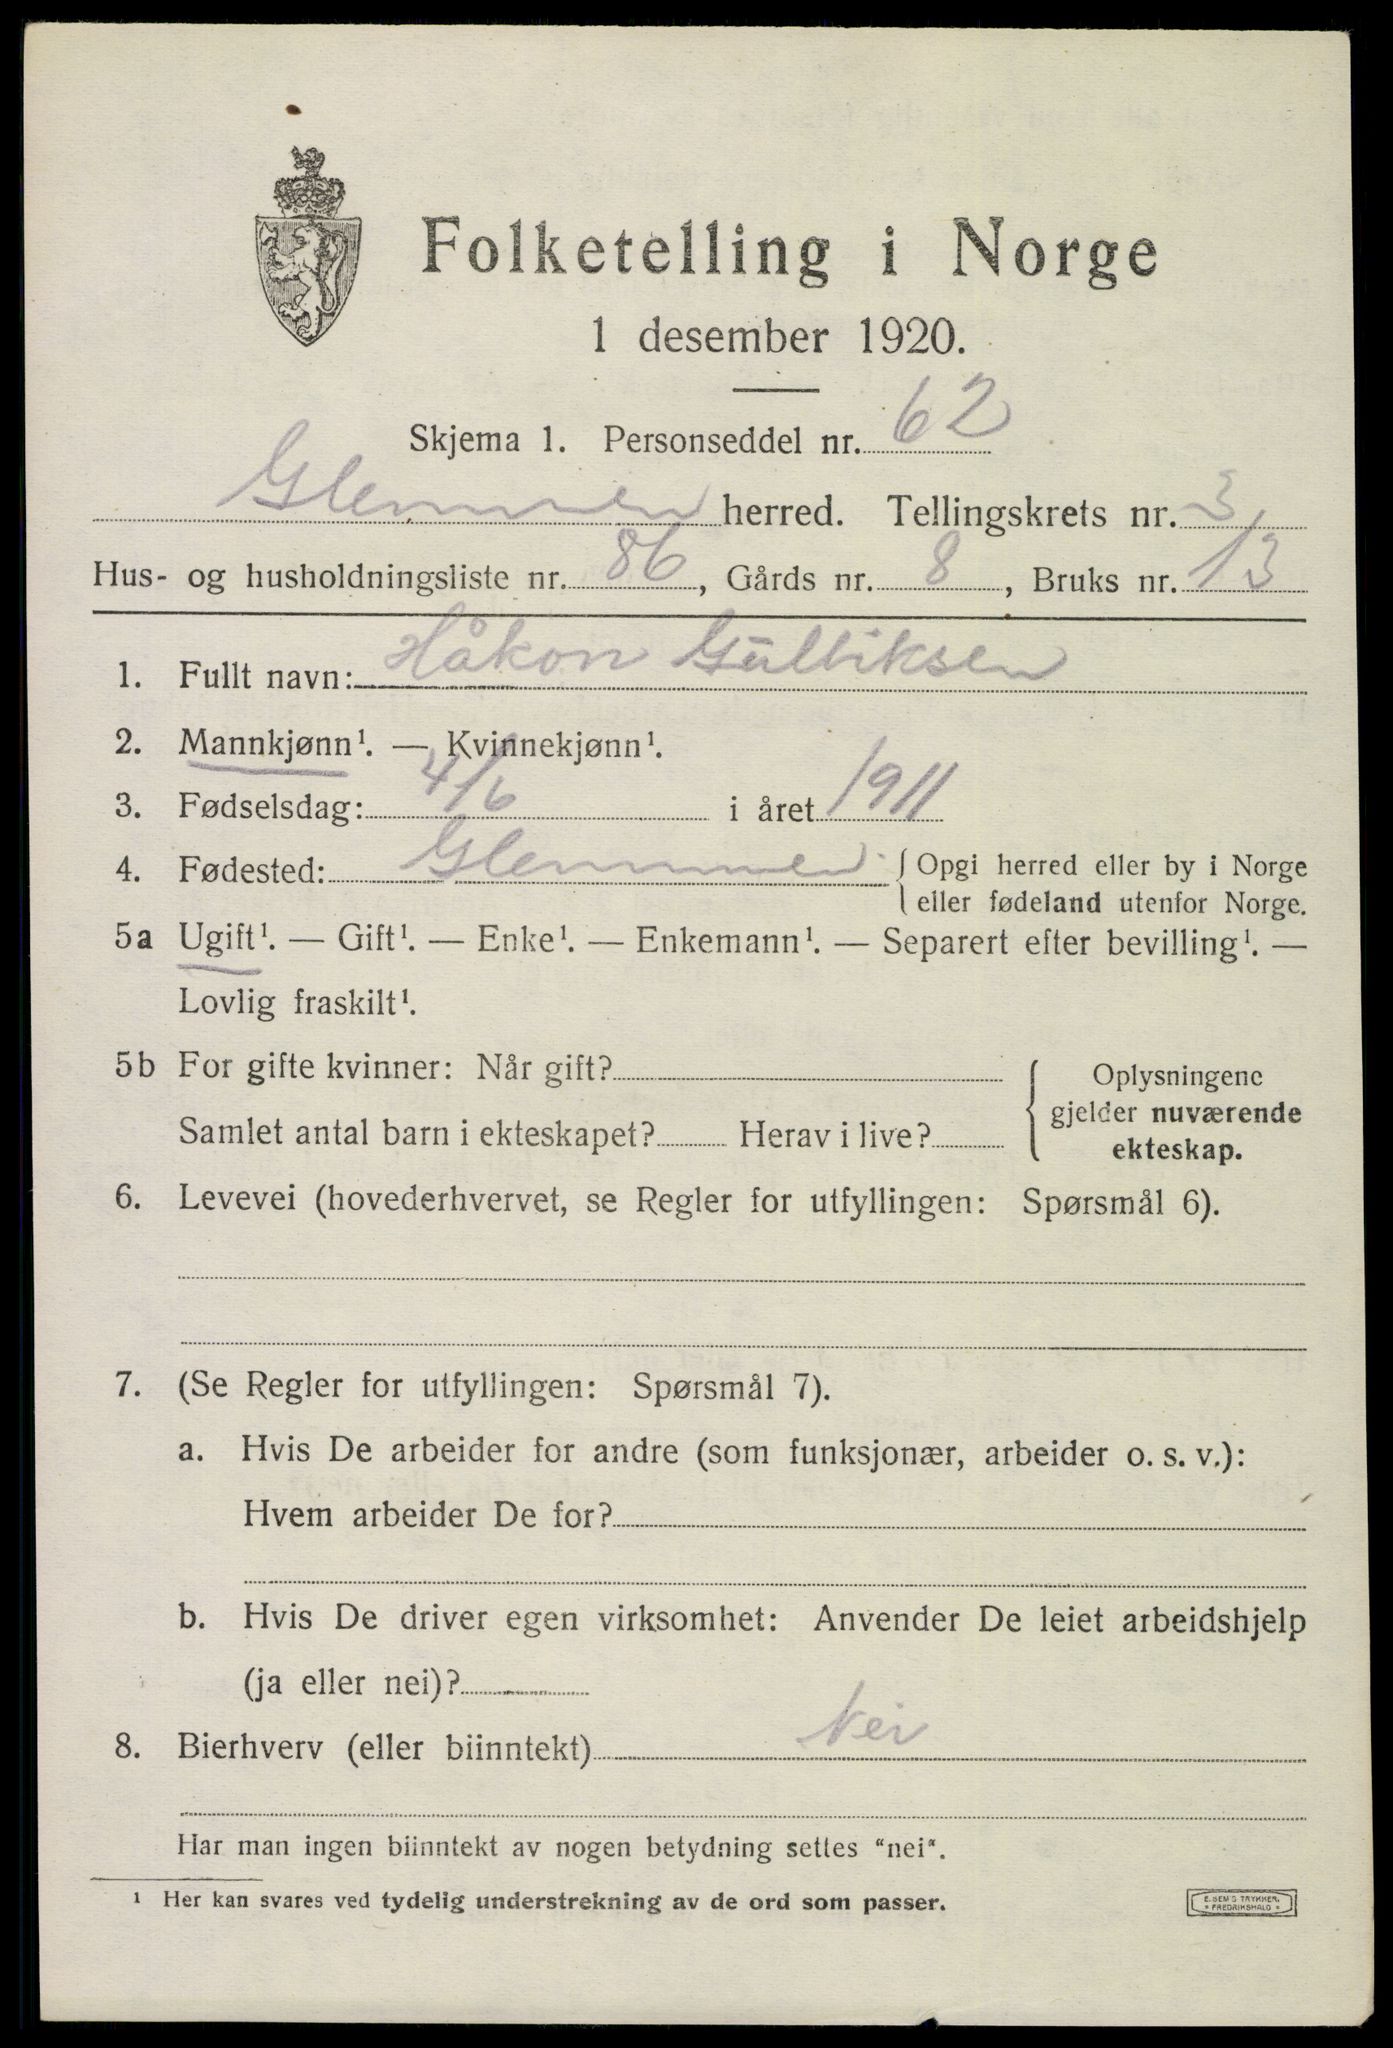 Folketelling i Norge
1 desember 1920.
Skjema 1. Personseddel nr. 62
Glemmen herred. Tellingskrets nr. 3
Hus- og husholdningsliste nr. 86, Gårds nr. 8, Bruks nr. 13
1. Fullt navn: Håkon Gulliksen
2. Mannkjønn¹. — Kvinnekjønn¹.
3. Fødselsdag: 4/6 i året 1911
4. Fødested: Glemmen { Opgi herred eller by i Norge
eller fødeland utenfor Norge.
5a Ugift¹. — Gift¹. — Enke¹. — Enkemann¹. — Separert efter bevilling¹. —
Lovlig fraskilt¹.
5b For gifte kvinner: Når gift?
Samlet antal barn i ekteskapet? Herav i live?
{ Oplysningene
gjelder nuværende
ekteskap.
6. Levevei (hovederhvervet, se Regler for utfyllingen: Spørsmål 6).
7. (Se Regler for utfyllingen: Spørsmål 7).
a. Hvis De arbeider for andre (som funksjonær, arbeider o. s. v.):
Hvem arbeider De for?
b. Hvis De driver egen virksomhet: Anvender De leiet arbeidshjelp
(ja eller nei)?
8. Bierhverv (eller biinntekt) Nei
Har man ingen biinntekt av nogen betydning settes "nei".
¹ Her kan svares ved tydelig understrekning av de ord som passer.
E. SEM'S TRYKKERI
• FREDRIKSHALD •